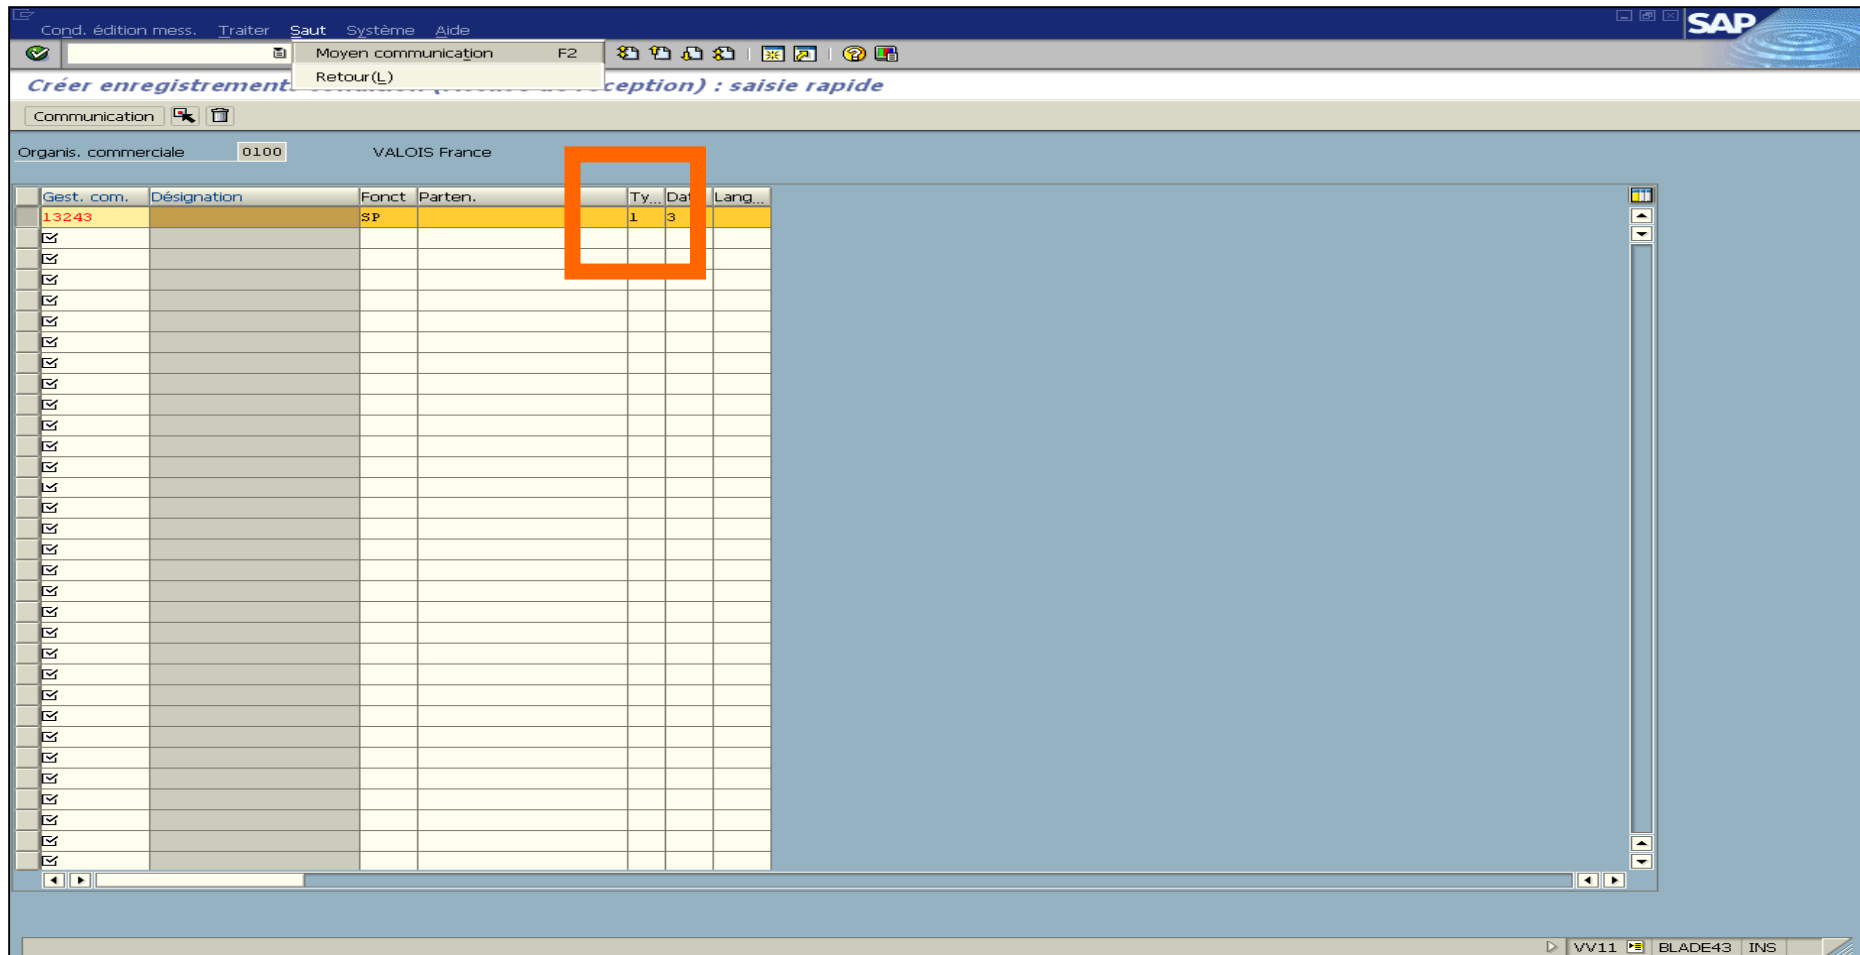 Cond. édition mess. Traiter Saut Système Aide
SAP
Moyen communication F2
Retour(L)
Créer enregistrement : saisie rapide
Communication
Organis. commerciale 0100 VALOIS France
Gest. com. Désignation Fonct Parten. Ty... Dat Lang...
13243 SP 1 3
VV11 BLADE43 INS